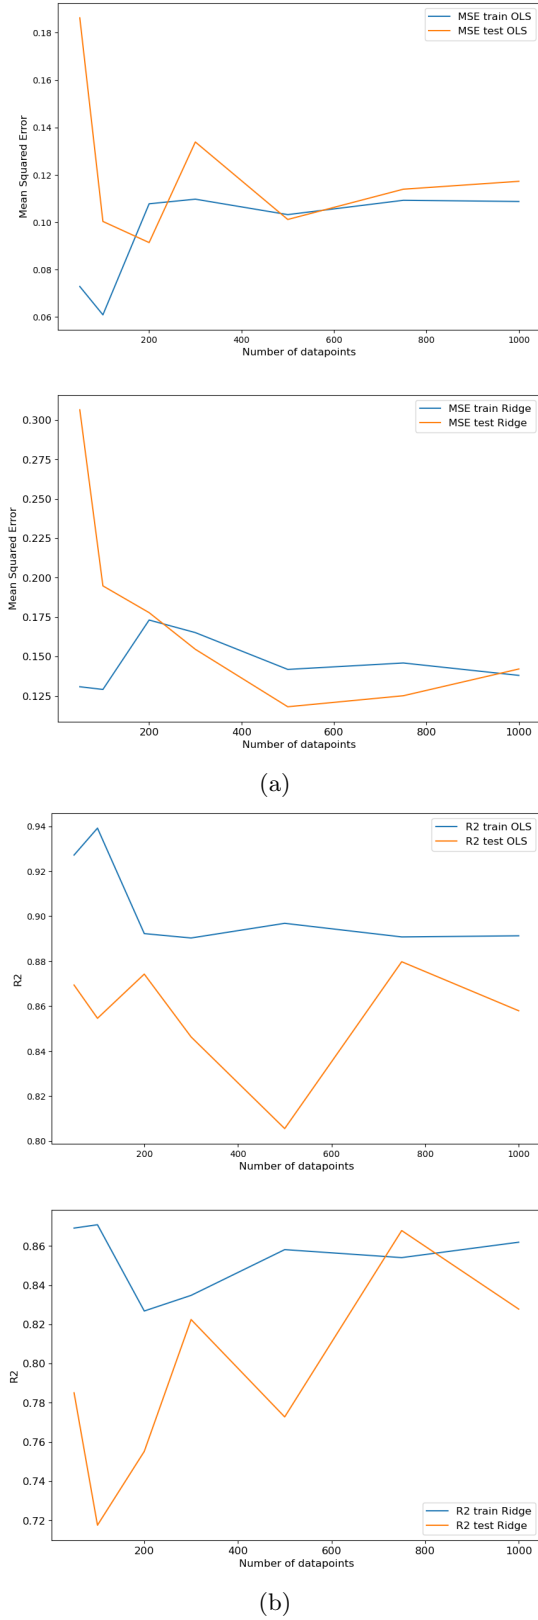 MSE train OLS
MSE test OLS
0.18
0.16
0.14
0.12
0.10
0.08
0.06
Mean Squared Error
200
400
600
800
1000
Number of datapoints
MSE train Ridge
MSE test Ridge
0.300
0.275
0.250
0.225
0.200
0.175
0.150
0.125
Mean Squared Error
200
400
600
800
1000
Number of datapoints
(a)
R2 train OLS
R2 test OLS
0.94
0.92
0.90
0.88
0.86
0.84
0.82
0.80
R2
200
400
600
800
1000
Number of datapoints
0.86
0.84
0.82
0.80
0.78
0.76
0.74
0.72
R2
R2 train Ridge
R2 test Ridge
200
400
600
800
1000
Number of datapoints
(b)